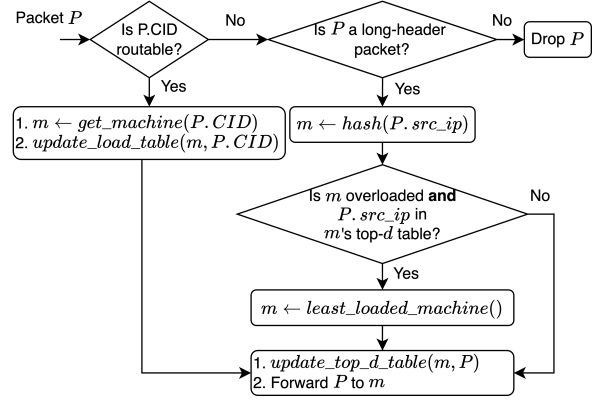 Packet P
Is P.CID
routable?
No
Is P a long-header
packet?
No
Drop P
Yes
Yes
1. m ← get_machine(P.CID)
2. update_load_table(m, P.CID)
m ← hash(P.src_ip)
Is m overloaded and
P.src_ip in
m's top-d table?
No
Yes
m ← least_loaded_machine()
1. update_top_d_table(m, P)
2. Forward P to m